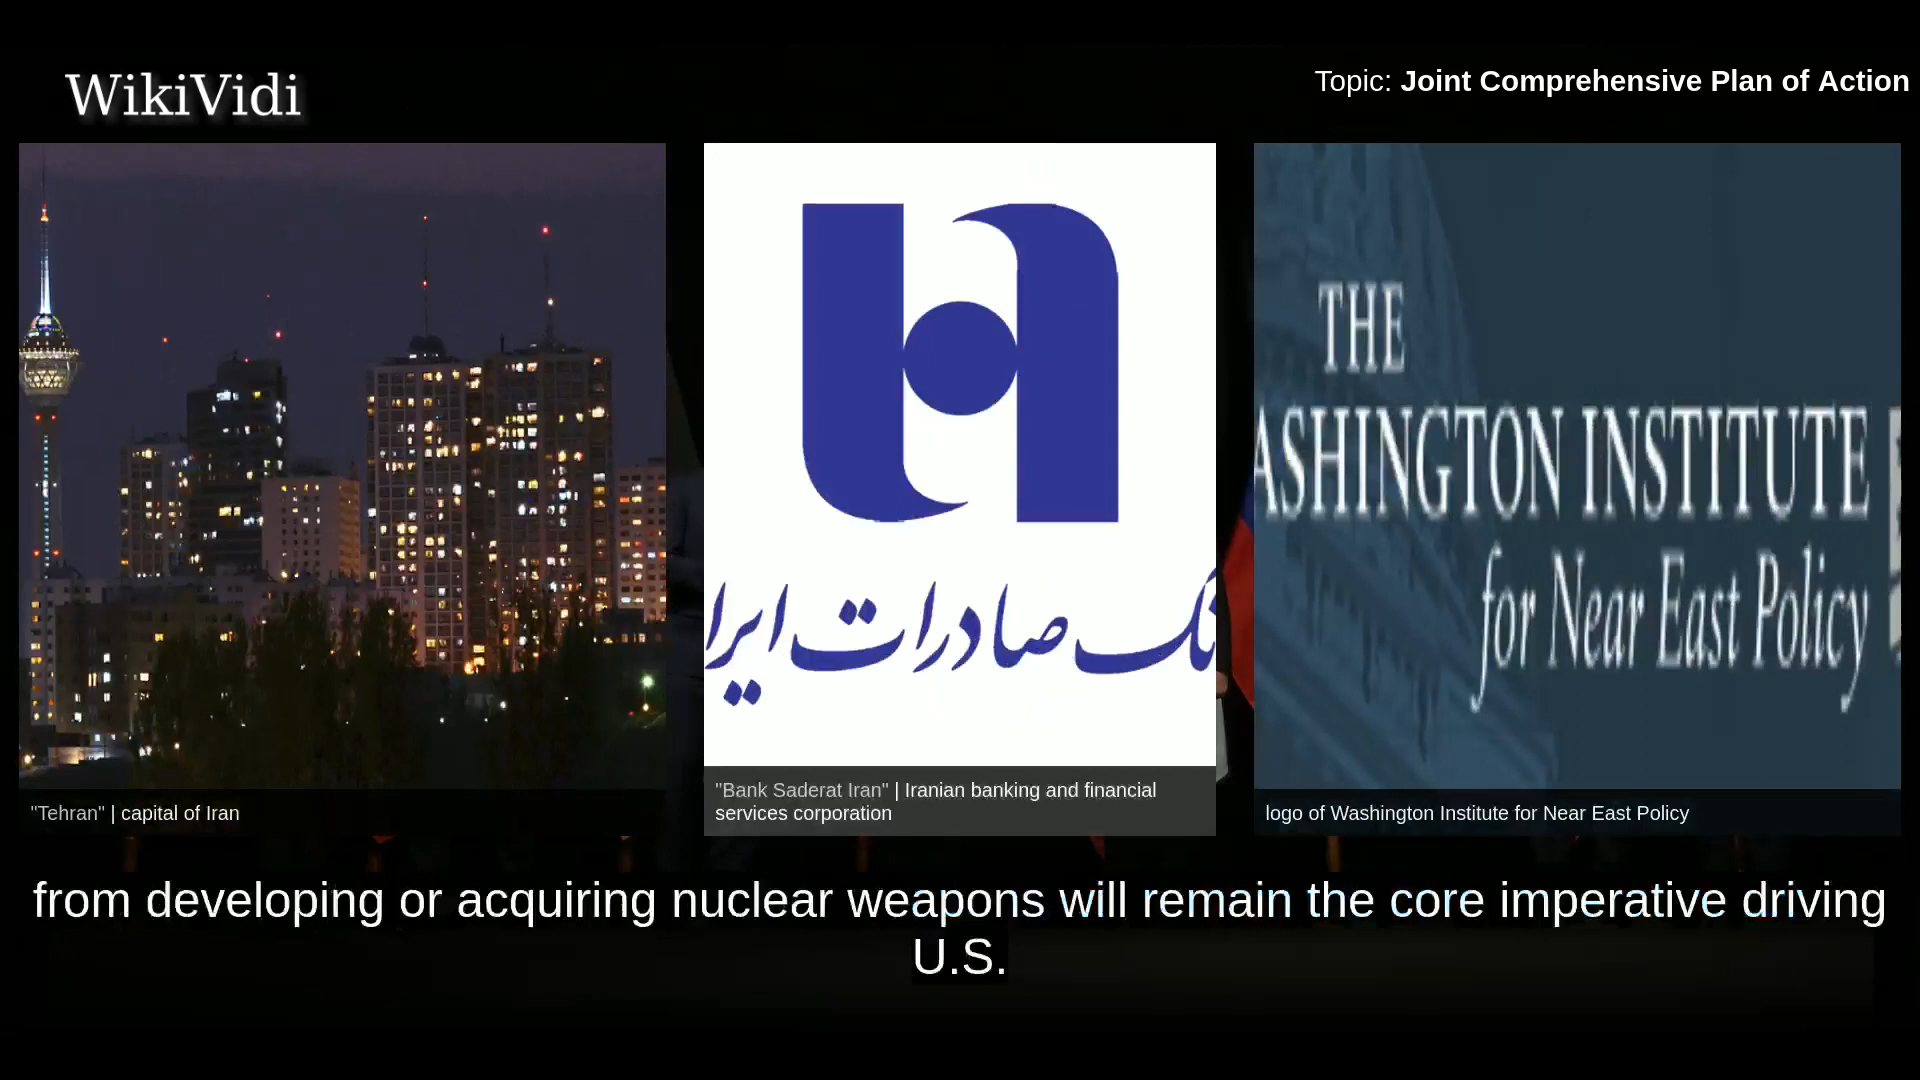 WikiVidi
Topic: Joint Comprehensive Plan of Action
صادرات
THE
ASHINGTON INSTITUTE
for Near East Policy
"Tehran" | capital of Iran
"Bank Saderat Iran" | Iranian banking and financial
services corporation
logo of Washington Institute for Near East Policy
from developing or acquiring nuclear weapons will remain the core imperative driving
U.S.